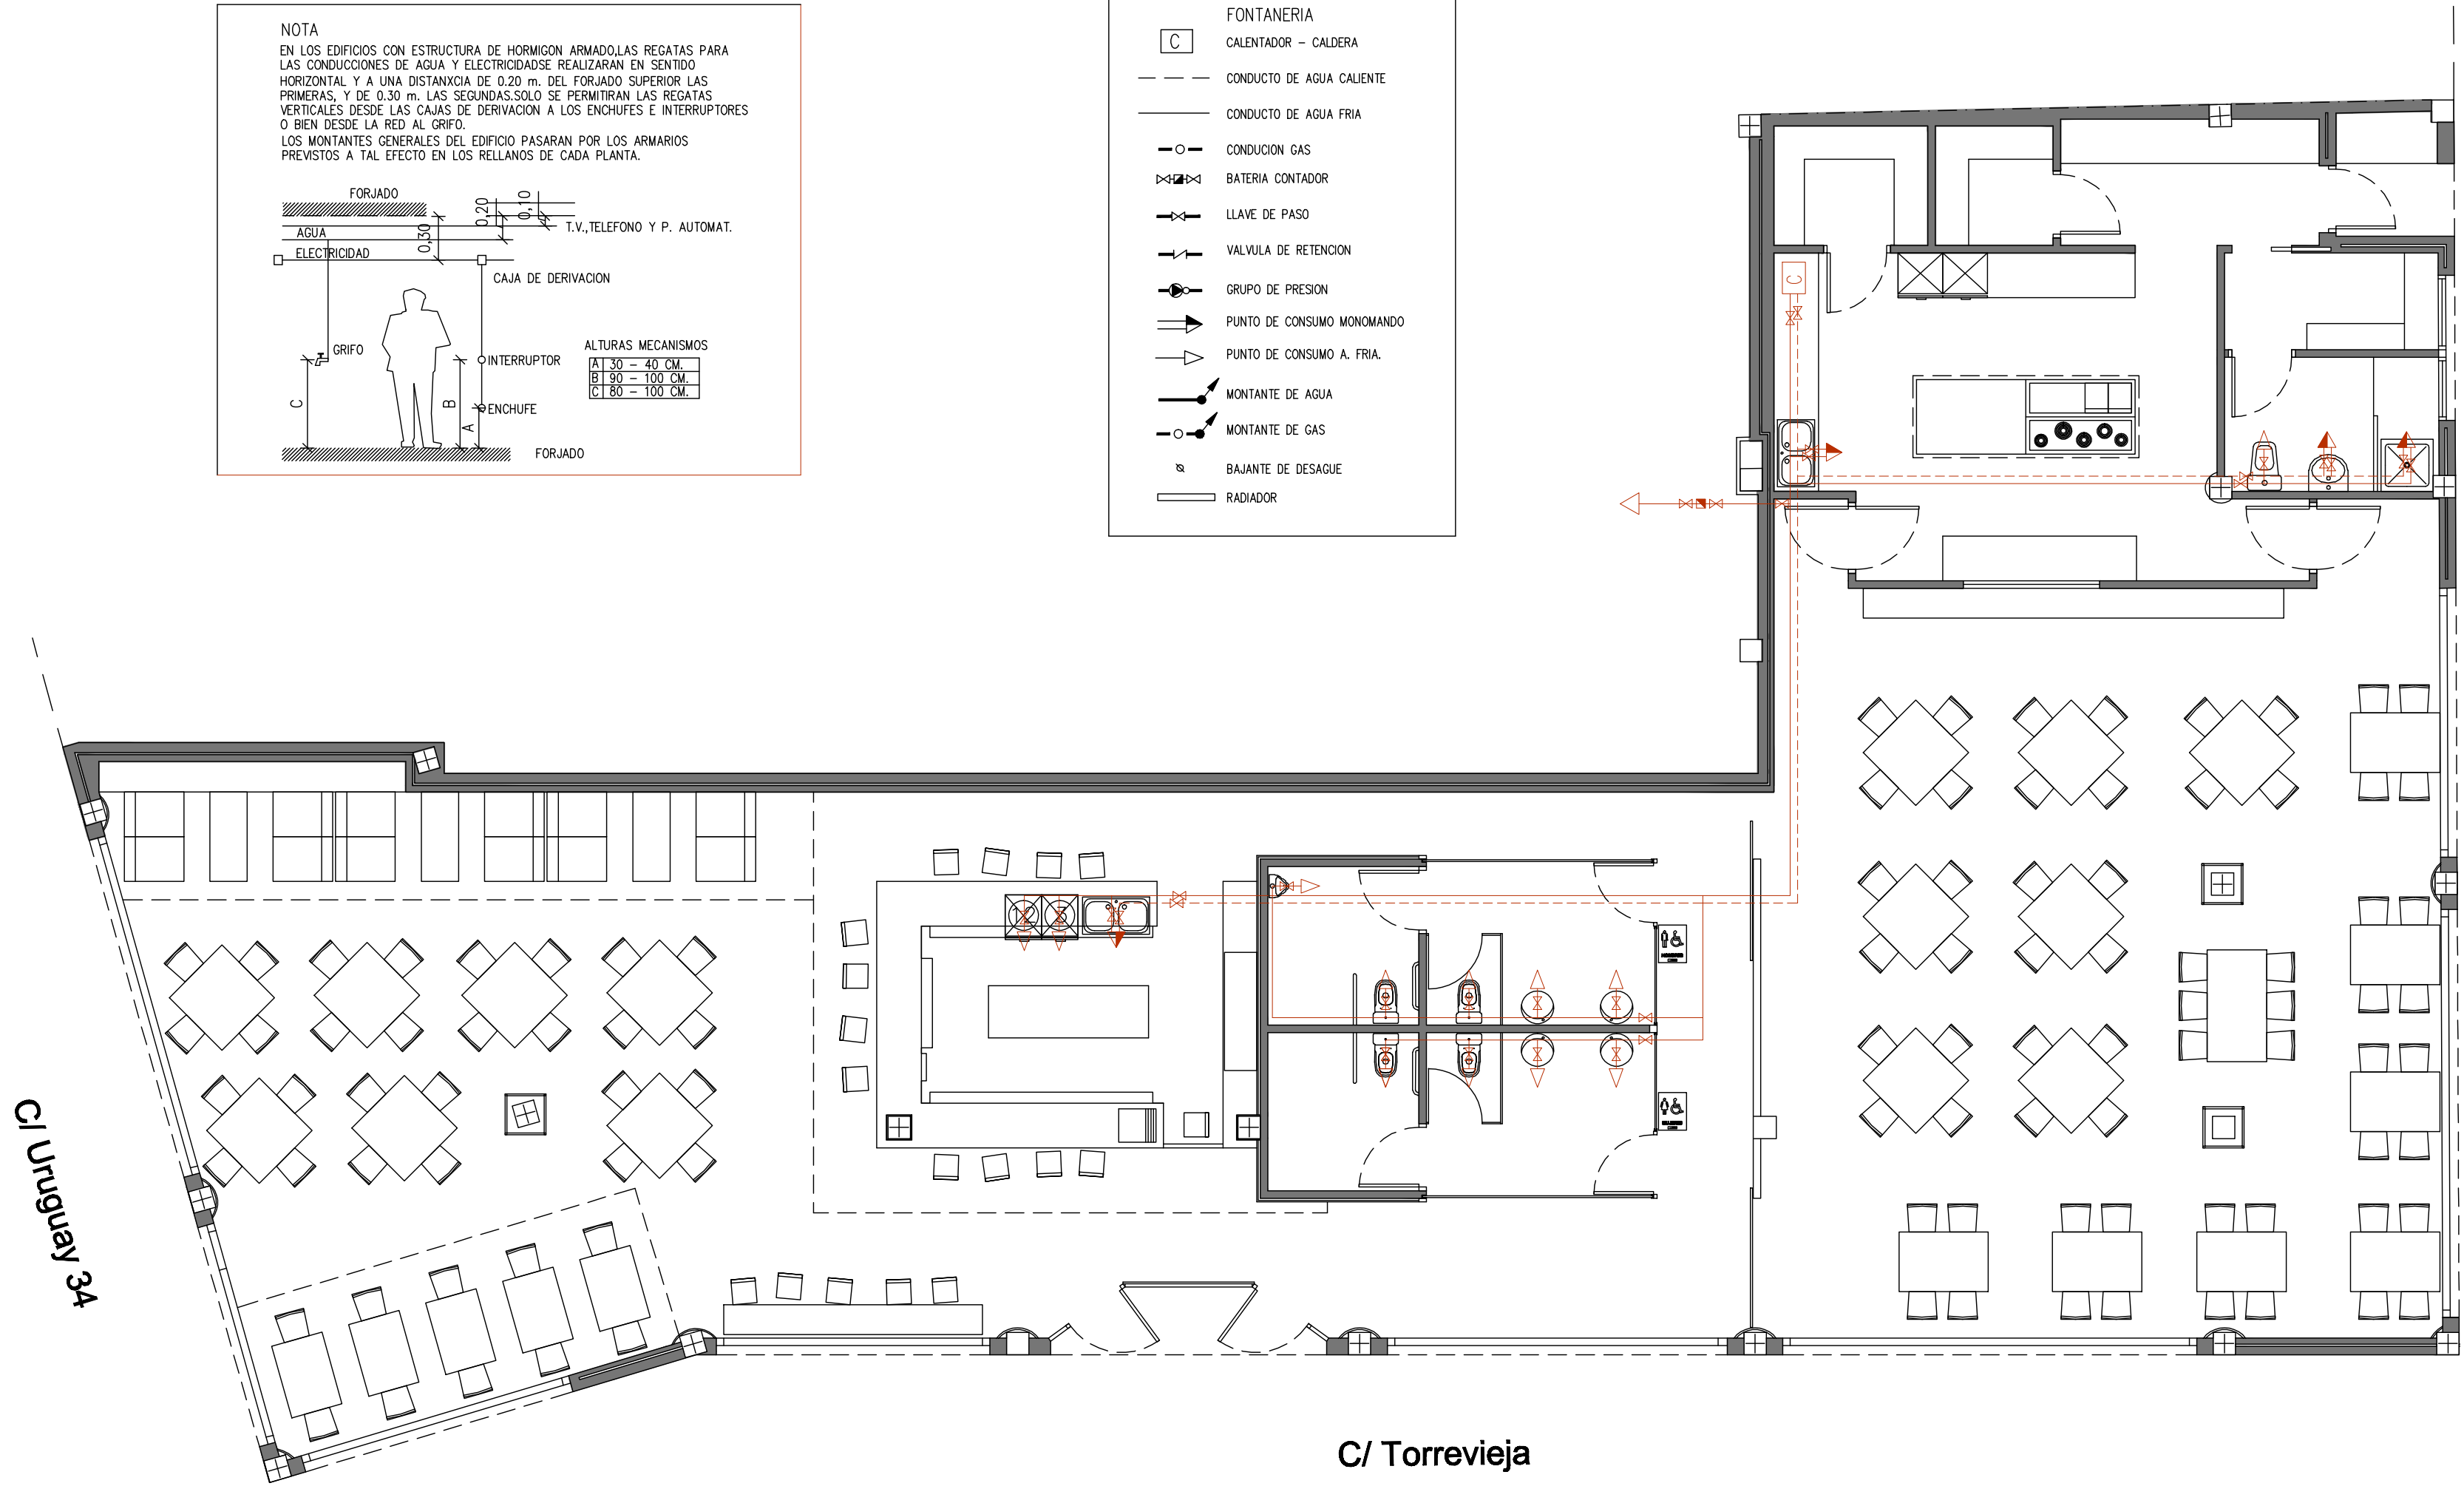 NOTA
EN LOS EDIFICIOS CON ESTRUCTURA DE HORMIGON ARMADO,LAS REGATAS PARA
LAS CONDUCCIONES DE AGUA Y ELECTRICIDADSE REALIZARAN EN SENTIDO
HORIZONTAL Y A UNA DISTANXCIA DE 0.20 m. DEL FORJADO SUPERIOR LAS
PRIMERAS, Y DE 0.30 m. LAS SEGUNDAS.SOLO SE PERMITIRAN LAS REGATAS
VERTICALES DESDE LAS CAJAS DE DERIVACION A LOS ENCHUFES E INTERRUPTORES
O BIEN DESDE LA RED AL GRIFO.
LOS MONTANTES GENERALES DEL EDIFICIO PASARAN POR LOS ARMARIOS
PREVISTOS A TAL EFECTO EN LOS RELLANOS DE CADA PLANTA.
FORJADO
0,20
0,10
T.V.,TELEFONO Y P. AUTOMAT.
AGUA
0,30
ELECTRICIDAD
CAJA DE DERIVACION
GRIFO
INTERRUPTOR
ALTURAS MECANISMOS
A 30 - 40 CM.
B 90 - 100 CM.
C 80 - 100 CM.
C
B
A
ENCHUFE
FORJADO
FONTANERIA
C CALENTADOR - CALDERA
CONDUCTO DE AGUA CALIENTE
CONDUCTO DE AGUA FRIA
CONDUCION GAS
BATERIA CONTADOR
LLAVE DE PASO
VALVULA DE RETENCION
GRUPO DE PRESION
PUNTO DE CONSUMO MONOMANDO
PUNTO DE CONSUMO A. FRIA.
MONTANTE DE AGUA
MONTANTE DE GAS
BAJANTE DE DESAGUE
RADIADOR
C
C/ Uruguay 34
C/ Torrevieja